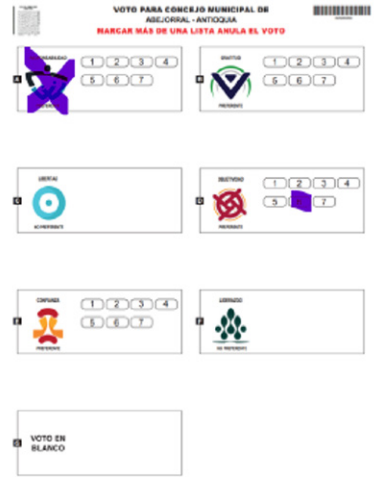 VOTO PARA CONCEJO MUNICIPAL DE
ABEJORRAL - ANTIOQUIA
MARCAR MÁS DE UNA LISTA ANULA EL VOTO
A
1 2 3 4
5 6 7
B
GRATITUD
1 2 3 4
5 6 7
PREFERENTE
C
LIBERTAD
NO PREFERENTE
D
OBJETIVIDAD
1 2 3 4
5 7
PREFERENTE
E
CONFIANZA
1 2 3 4
5 6 7
PREFERENTE
F
LIDERAZGO
NO PREFERENTE
G
VOTO EN
BLANCO